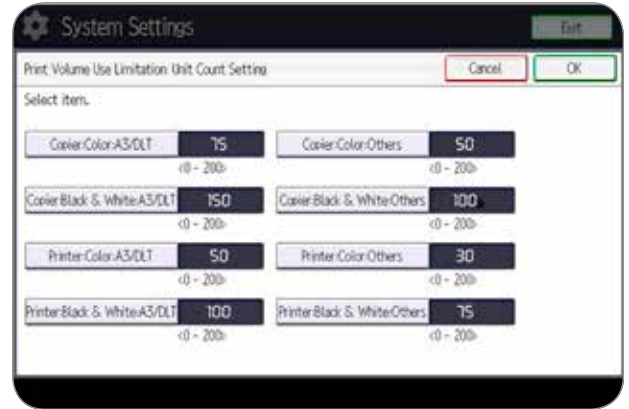 System Settings Exit
Print Volume Use Limitation Unit Count Setting Cancel OK
Select item.
Copier:Color:A3/DLT 75 Copier:Color:Others 50
<0 - 200> <0 - 200>
Copier:Black & White:A3/DLT 150 Copier:Black & White:Others 100
<0 - 200> <0 - 200>
Printer:Color:A3/DLT 50 Printer:Color:Others 30
<0 - 200> <0 - 200>
Printer:Black & White:A3/DLT 100 Printer:Black & White:Others 75
<0 - 200> <0 - 200>